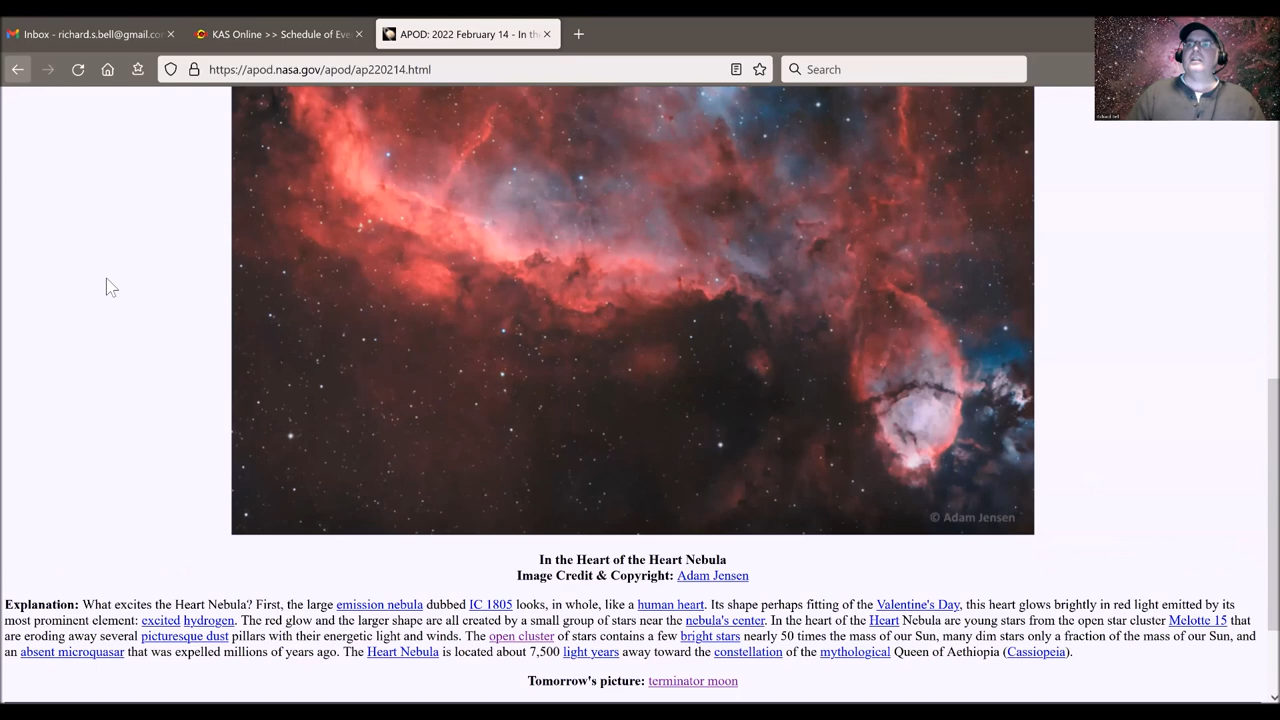 Inbox - richard.s.bell@gmail.co
KAS Online >> Schedule of Eve
APOD: 2022 February 14 - In th
https://apod.nasa.gov/apod/ap220214.html
Search
Richard Bell
© Adam Jensen
In the Heart of the Heart Nebula
Image Credit & Copyright: Adam Jensen
Explanation: What excites the Heart Nebula? First, the large emission nebula dubbed IC 1805 looks, in whole, like a human heart. Its shape perhaps fitting of the Valentine's Day, this heart glows brightly in red light emitted by its
most prominent element: excited hydrogen. The red glow and the larger shape are all created by a small group of stars near the nebula's center. In the heart of the Heart Nebula are young stars from the open star cluster Melotte 15 that
are eroding away several picturesque dust pillars with their energetic light and winds. The open cluster of stars contains a few bright stars nearly 50 times the mass of our Sun, many dim stars only a fraction of the mass of our Sun, and
an absent microquasar that was expelled millions of years ago. The Heart Nebula is located about 7,500 light years away toward the constellation of the mythological Queen of Aethiopia (Cassiopeia).
Tomorrow's picture: terminator moon